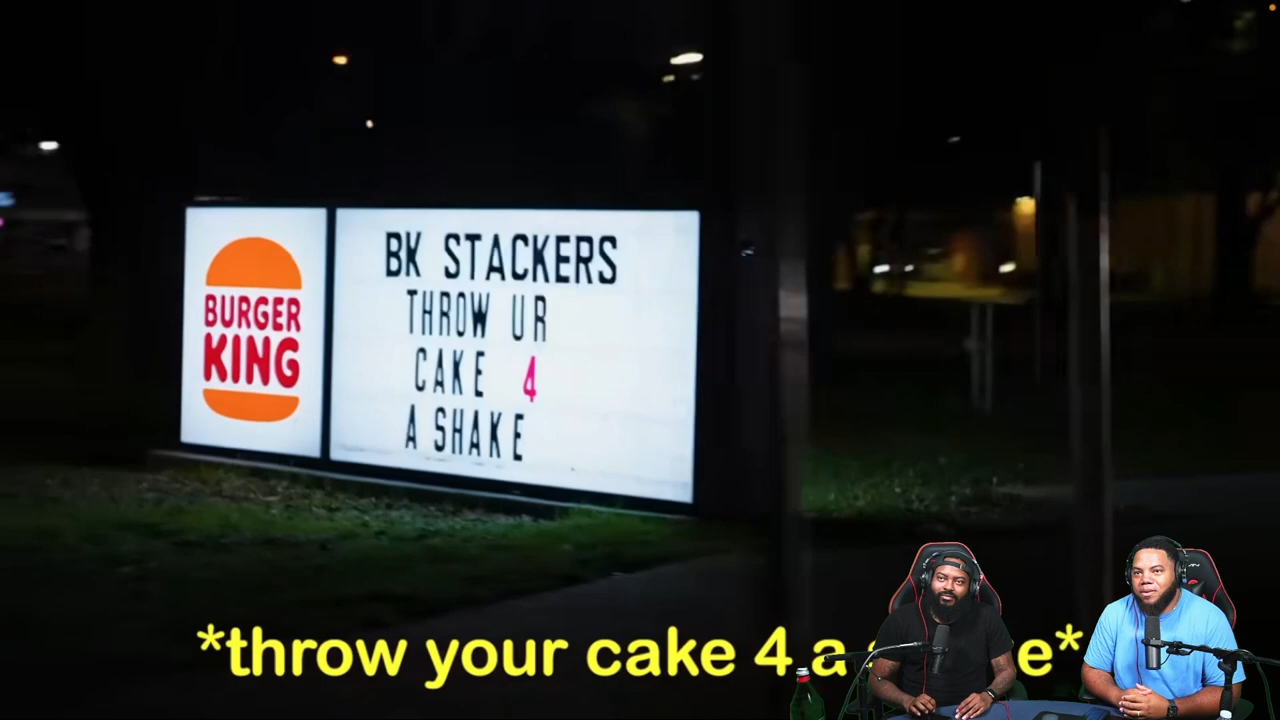 BURGER
KING
BK STACKERS
THROW UR
CAKE 4
A SHAKE
*throw your cake 4 a e*